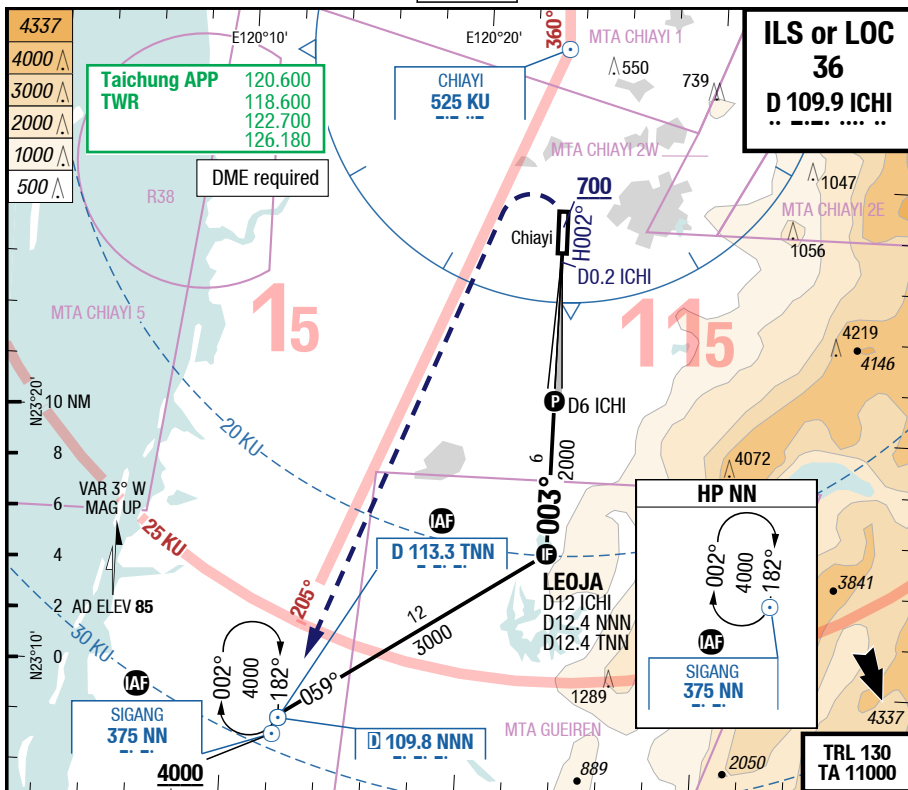 4337
4000
3000
2000
1000
500
E120°10'
E120°20'
360°
MTA CHIAYI 1
550
739
ILS or LOC
36
D 109.9 ICHI
Taichung APP 120.600
TWR 118.600
122.700
126.180
CHIAYI
525 KU
DME required
R38
MTA CHIAYI 2W
1047
MTA CHIAYI 2E
1056
700
Chiayi
H002°
D0.2 ICHI
MTA CHIAYI 5
15
115
4219
4146
N23°20'
10 NM
8
6
4
2
0
N23°10'
20 KU
P D6 ICHI
6
2000
003°
4072
VAR 3° W
MAG UP
25 KU
AD ELEV 85
30 KU
205°
IAF
D 113.3 TNN
IF
LEOJA
D12 ICHI
D12.4 NNN
D12.4 TNN
12
3000
059°
HP NN
002°
4000
182°
IAF
SIGANG
375 NN
3841
002°
4000
182°
IAF
SIGANG
375 NN
4000
D 109.8 NNN
1289
MTA GUEIREN
889
2050
4337
TRL 130
TA 11000